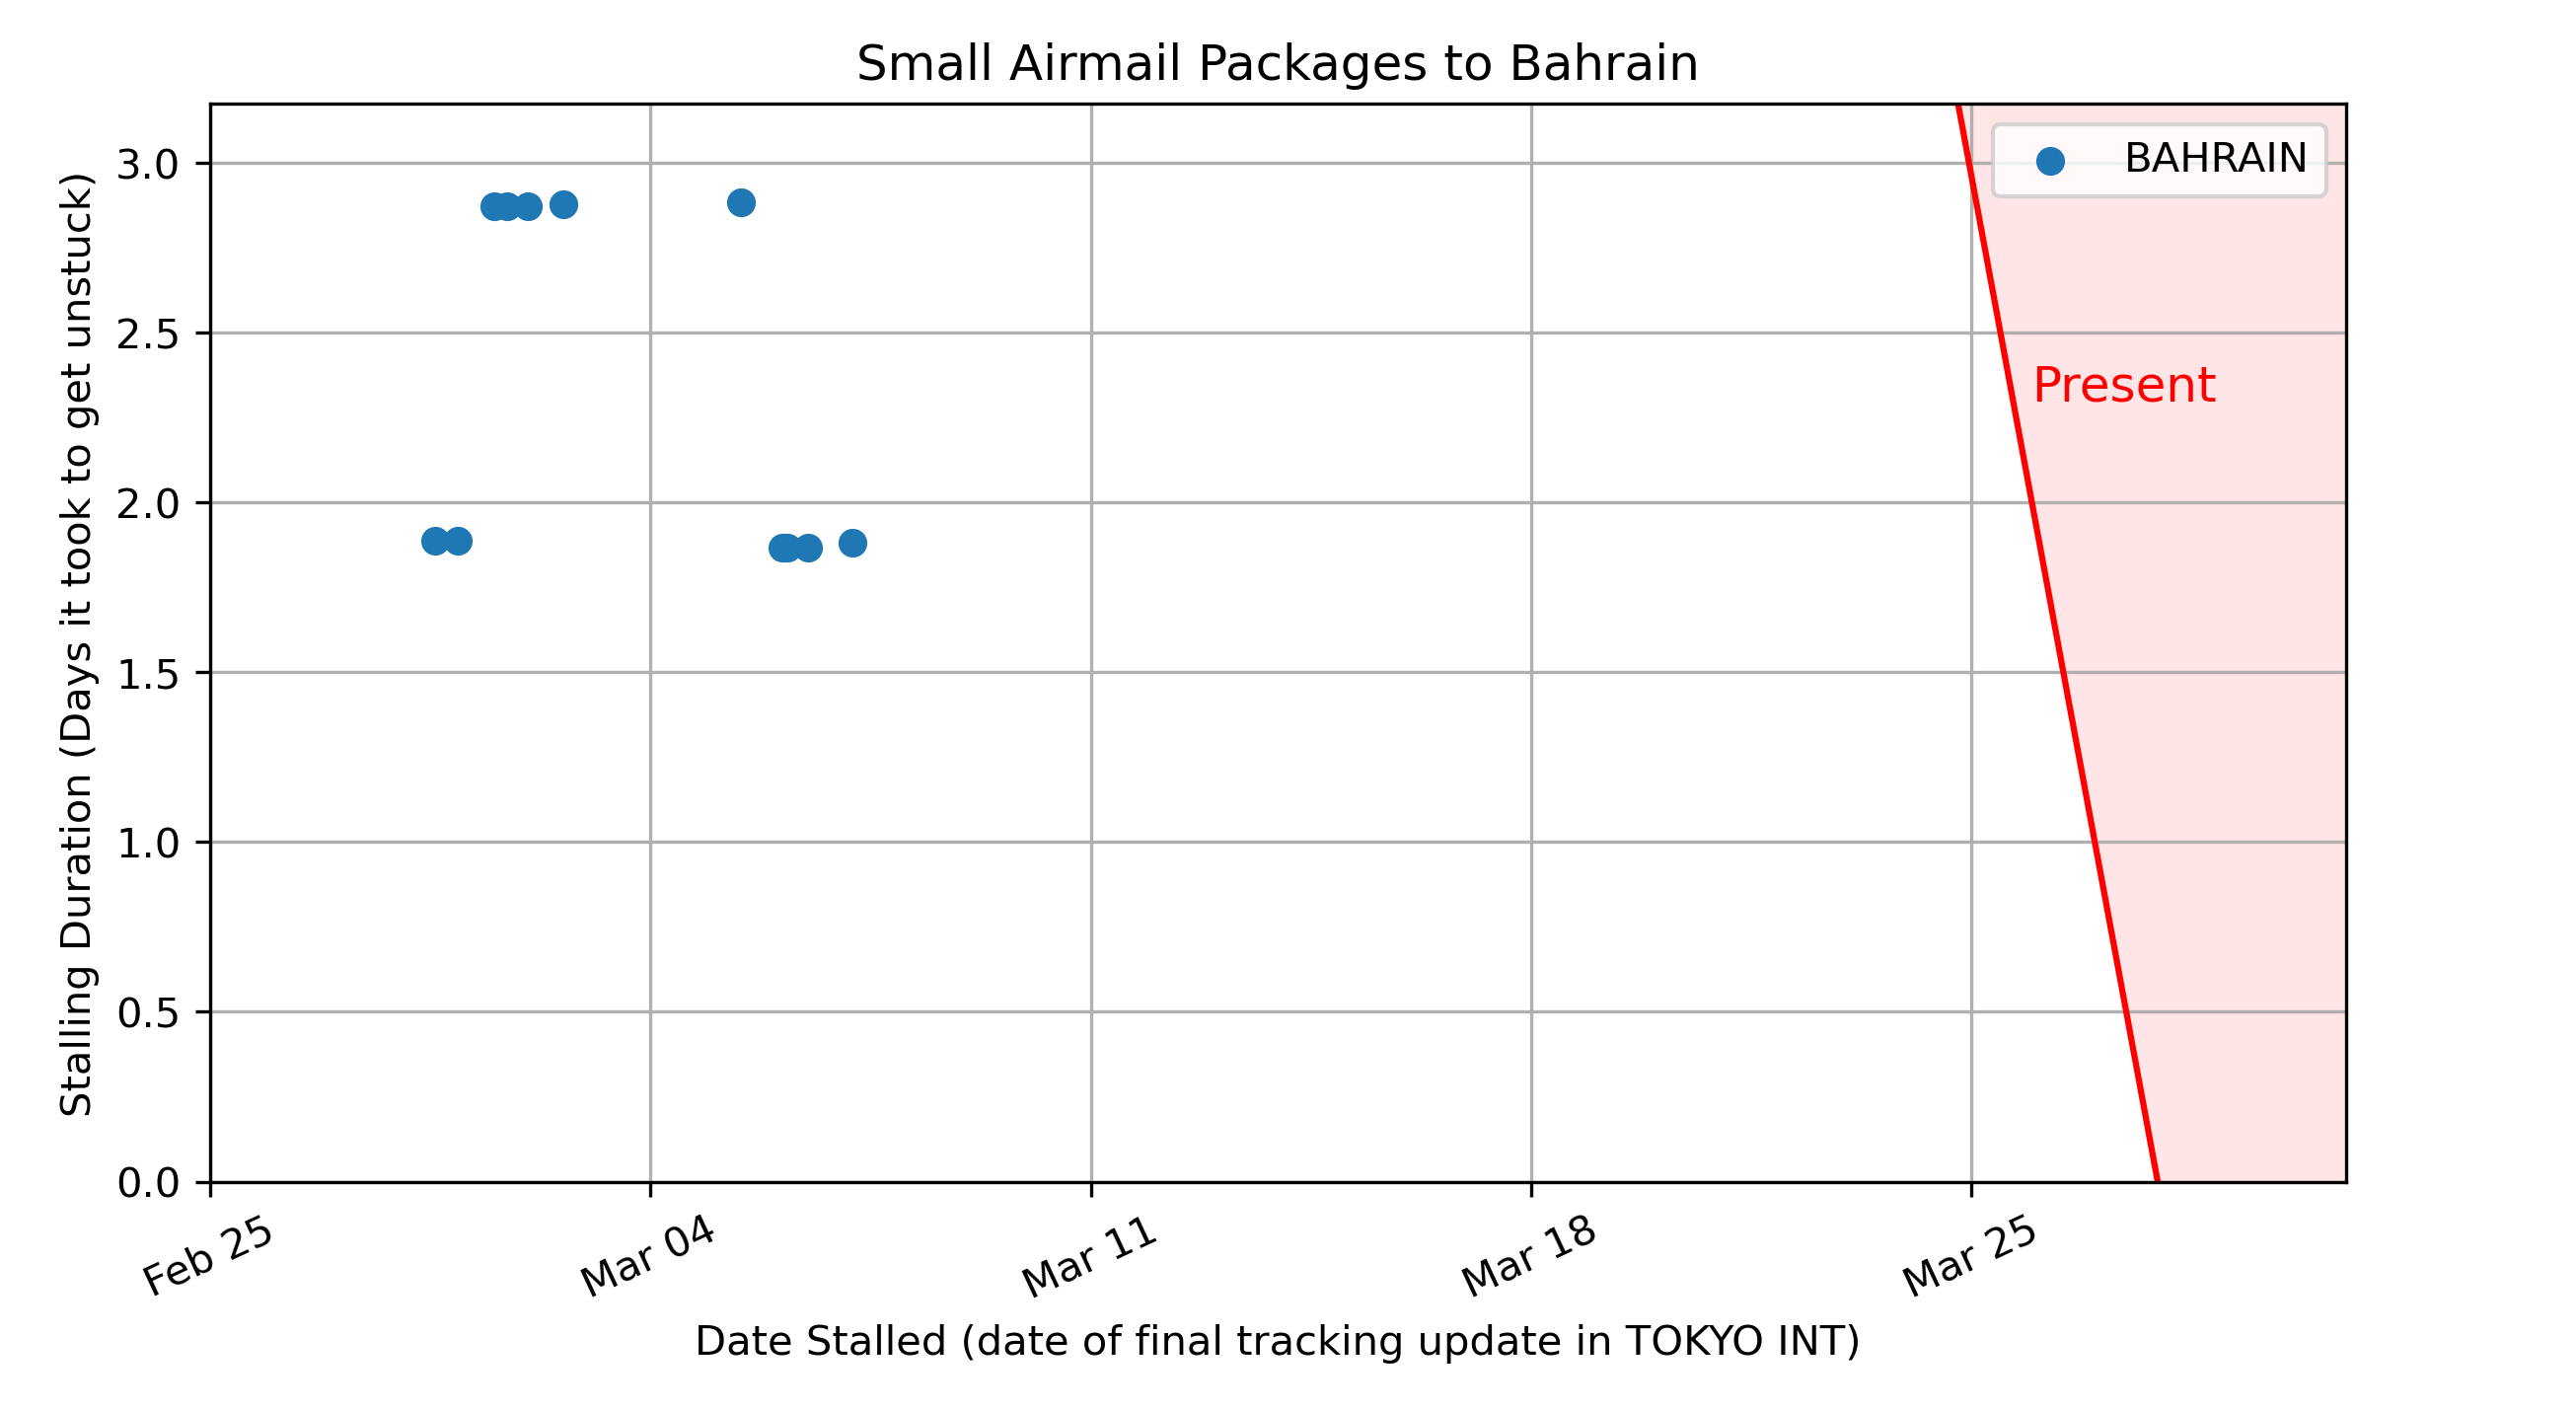 Small Airmail Packages to Bahrain
BAHRAIN
Present
Stalling Duration (Days it took to get unstuck)
3.0
2.5
2.0
1.5
1.0
0.5
0.0
Feb 25
Mar 04
Mar 11
Mar 18
Mar 25
Date Stalled (date of final tracking update in TOKYO INT)